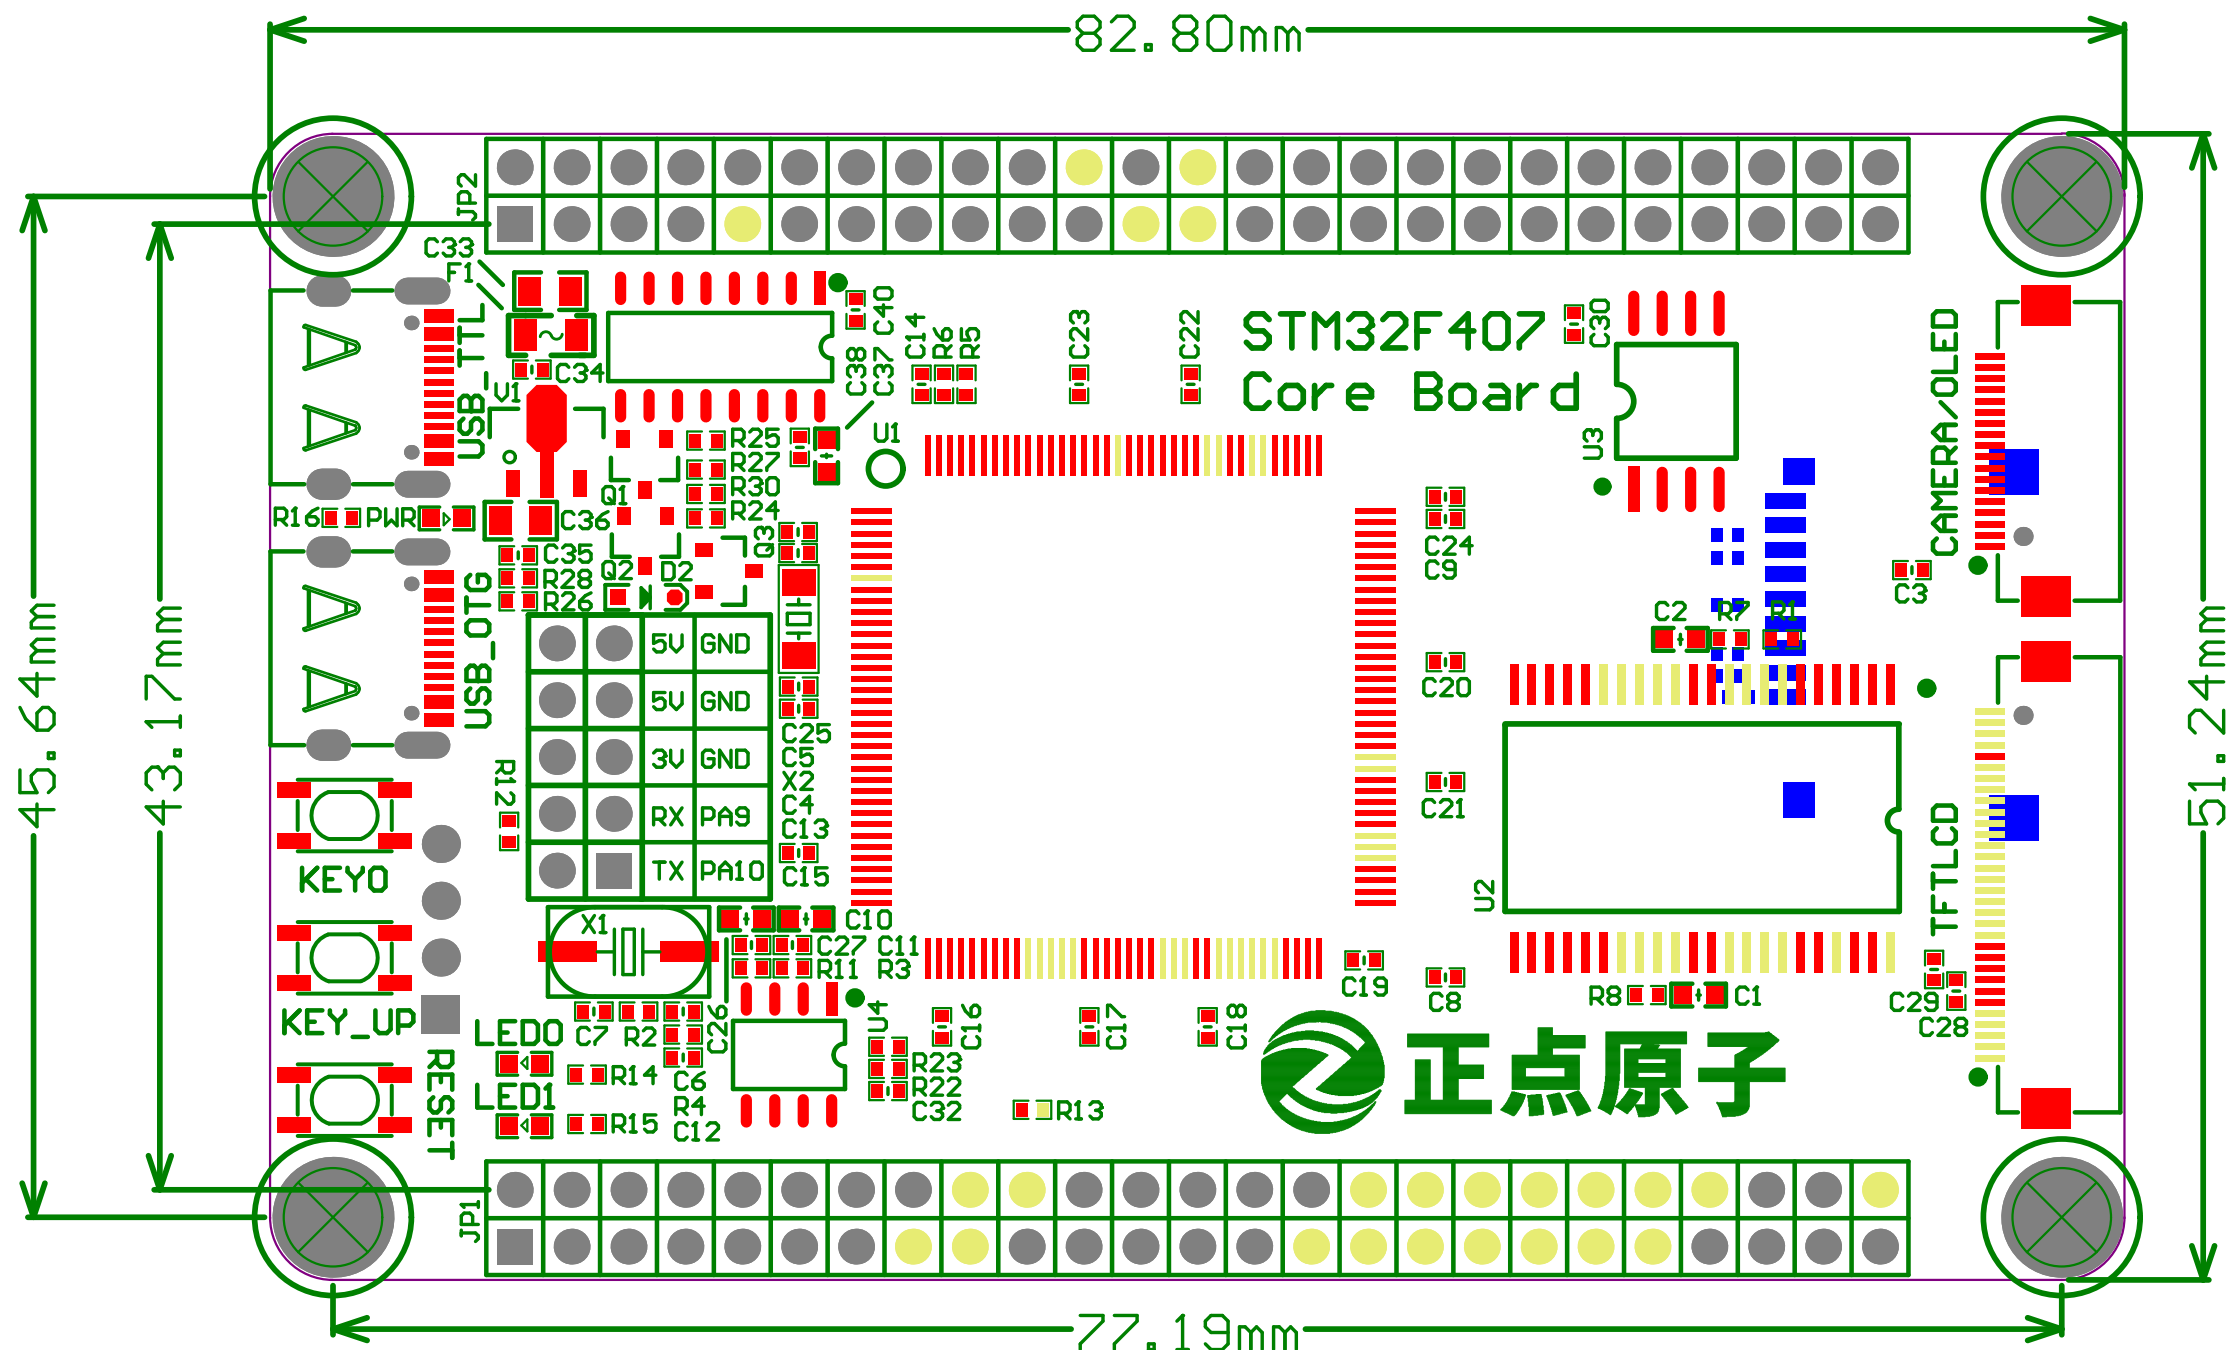 82.80mm
JP2
C33
F1
USB_TTL
C34
V1
C40
C38
C37
C14
R6
R5
C23
C22
STM32F407
Core Board
C30
U3
CAMERA/OLED
U1
R25
R27
R30
R24
Q1
R16
PWR
C36
Q3
C35
R28
R26
Q2
D2
USB_OTG
C24
C9
C3
C2
R7
R1
45.64mm
43.17mm
51.24mm
5V GND
5V GND
3V GND
RX PA9
TX PA10
C20
C25
C5
X2
C4
C13
C15
R12
C21
TFTLCD
U2
KEY0
X1
C10
C27 C11
R11 R3
C19
C8
R8
C1
C29
C28
KEY_UP
LED0
C7
R2
C26
U4
C16
C17
C18
正点原子
RESET
R14
C6
R4
C12
R23
R22
C32
R13
LED1
R15
JP1
77.19mm